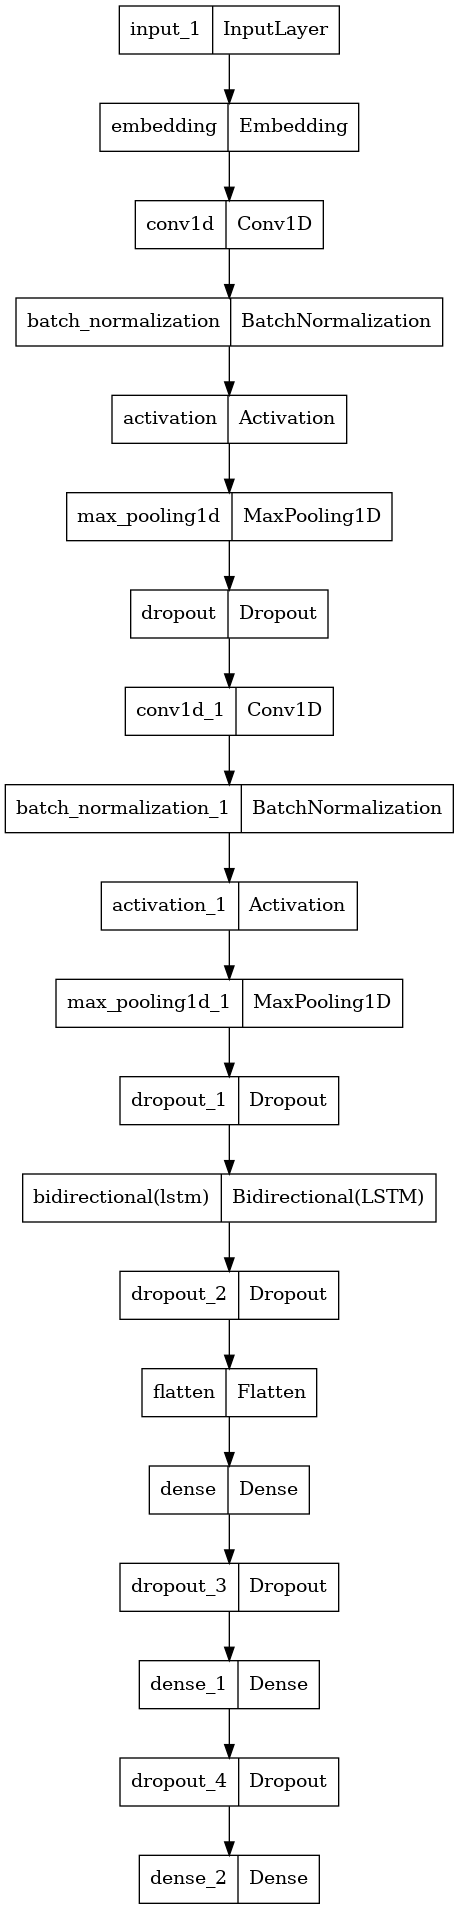 input_1 InputLayer
embedding Embedding
conv1d Conv1D
batch_normalization BatchNormalization
activation Activation
max_pooling1d MaxPooling1D
dropout Dropout
conv1d_1 Conv1D
batch_normalization_1 BatchNormalization
activation_1 Activation
max_pooling1d_1 MaxPooling1D
dropout_1 Dropout
bidirectional(lstm) Bidirectional(LSTM)
dropout_2 Dropout
flatten Flatten
dense Dense
dropout_3 Dropout
dense_1 Dense
dropout_4 Dropout
dense_2 Dense